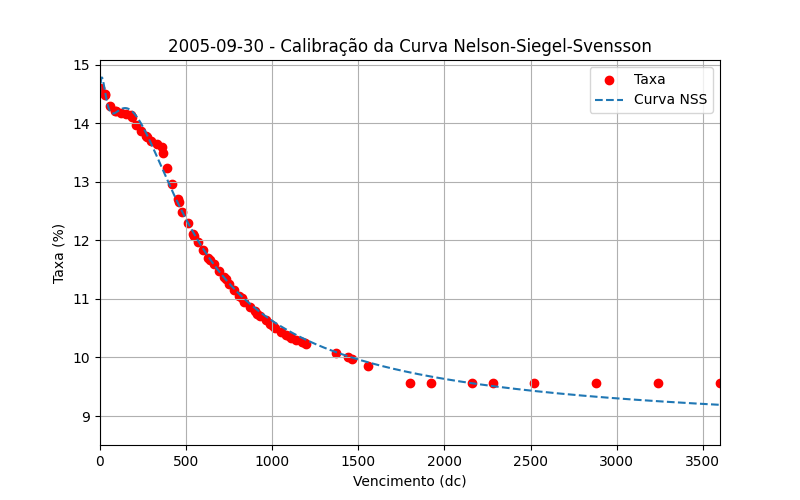 2005-09-30 - Calibração da Curva Nelson-Siegel-Svensson
Taxa
Curva NSS
Taxa (%)
15
14
13
12
11
10
9
0 500 1000 1500 2000 2500 3000 3500
Vencimento (dc)